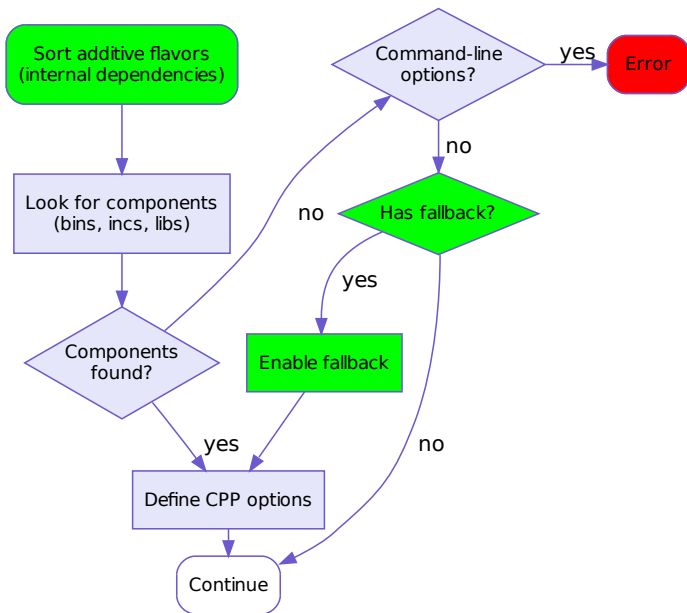 Sort additive flavors
(internal dependencies)
Command-line
options?
yes
Error
no
Look for components
(bins, incs, libs)
no
Has fallback?
yes
Components
found?
Enable fallback
yes
no
Define CPP options
Continue